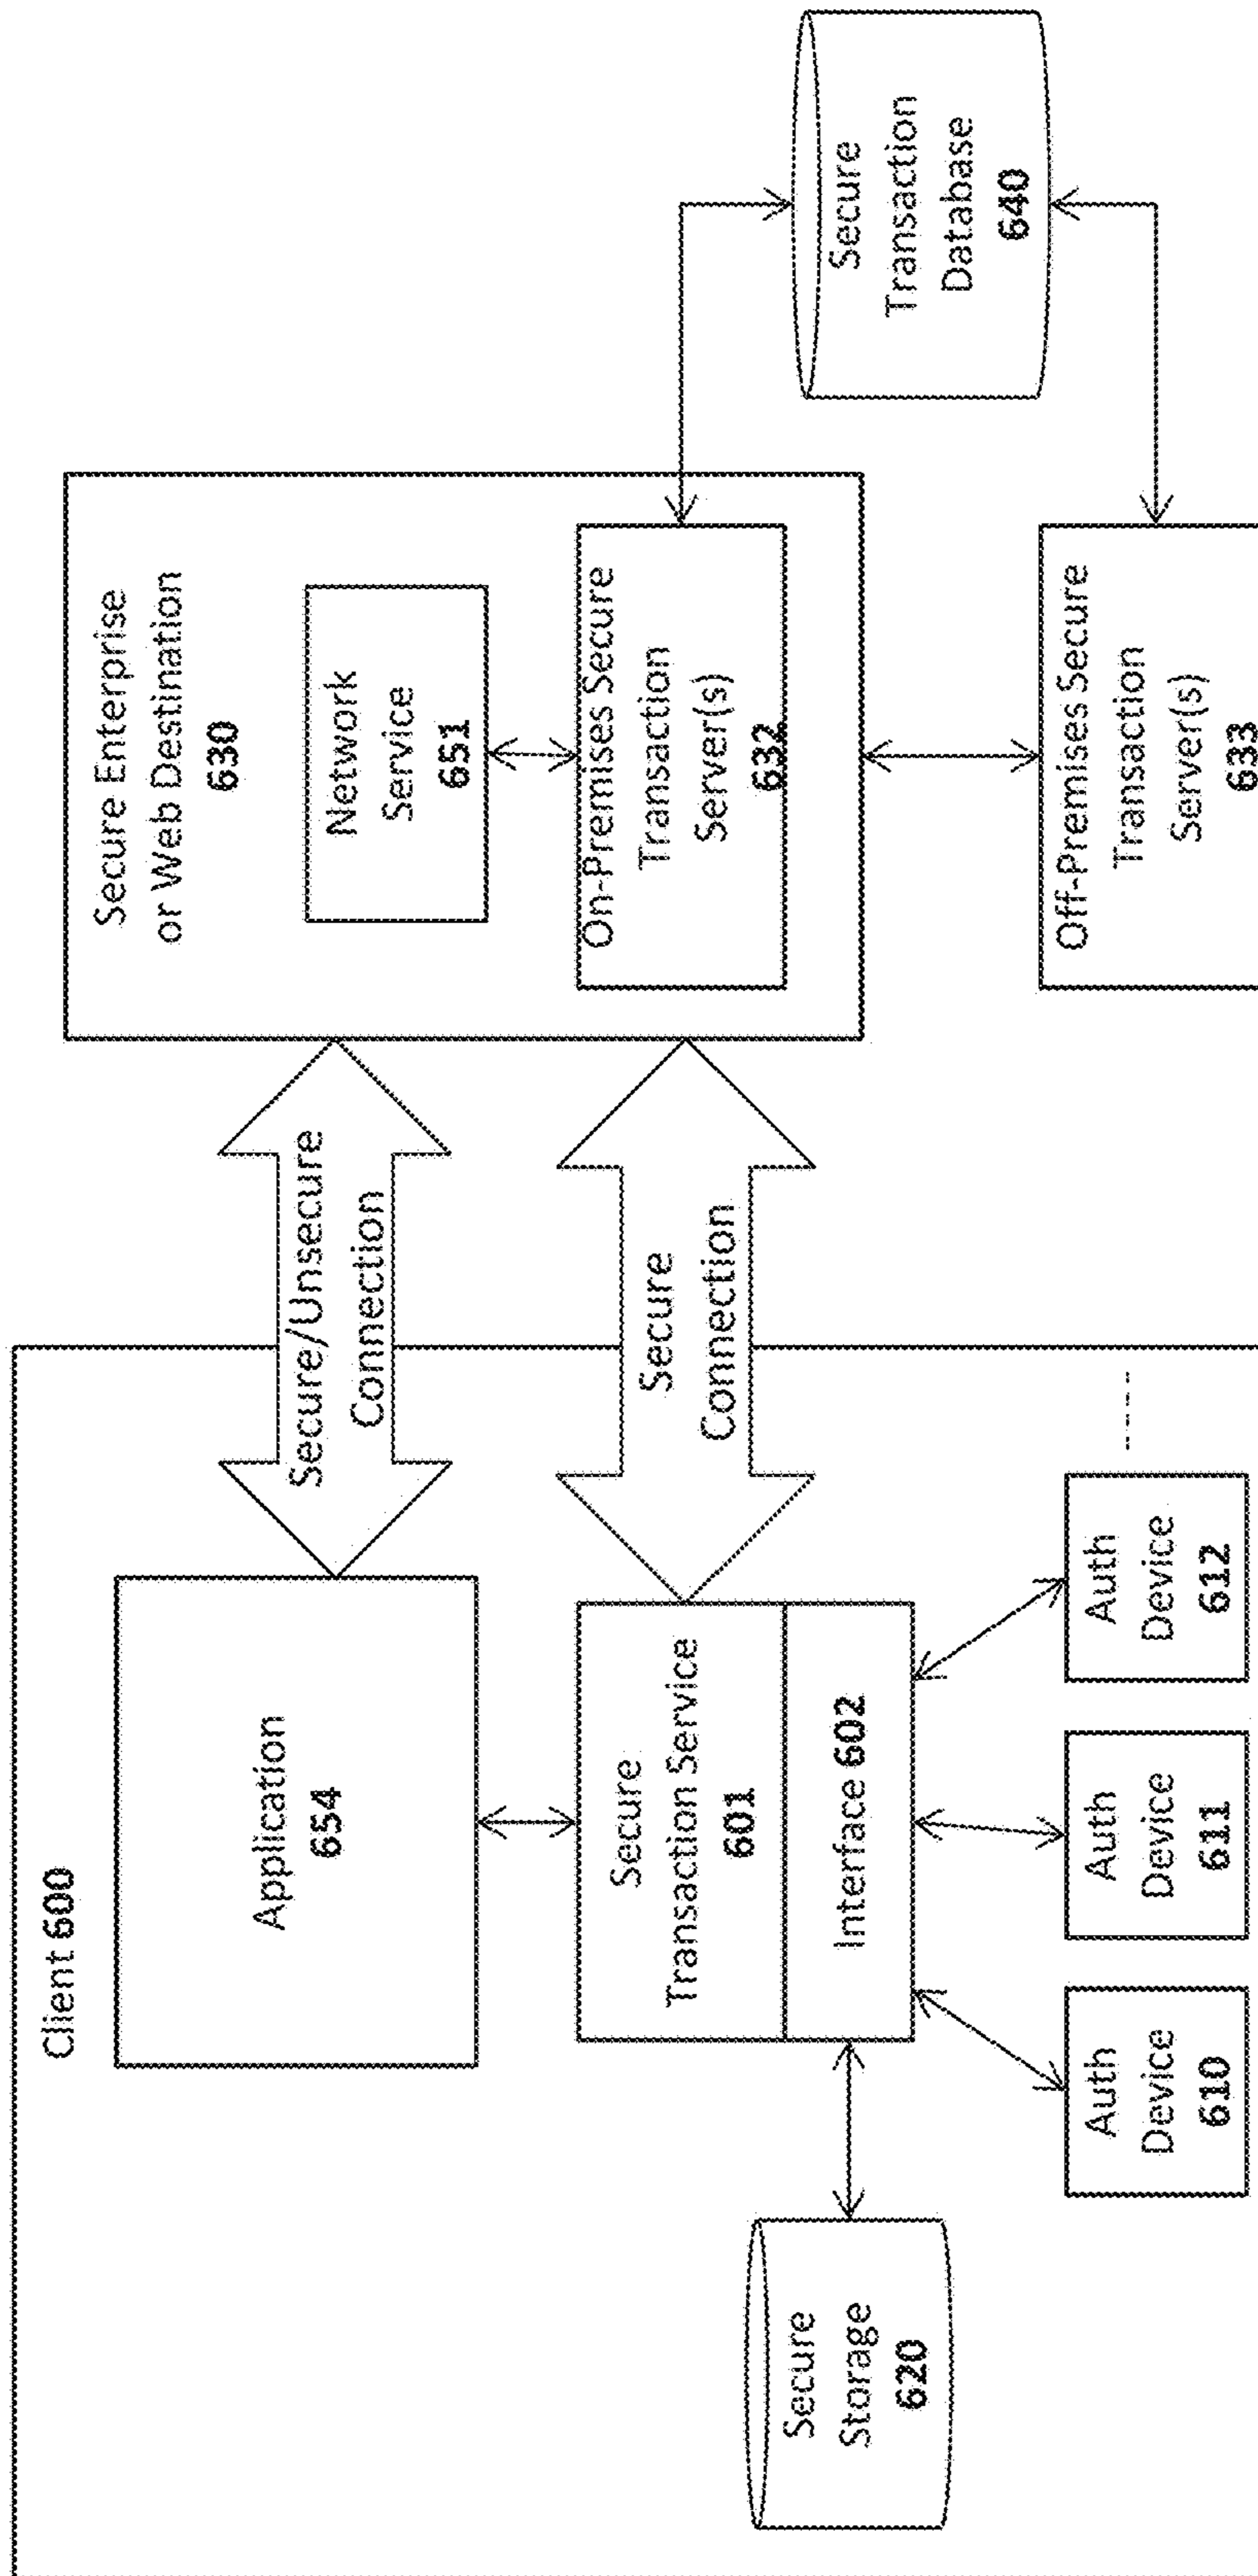 Client 600
Application
654
Secure
Transaction Service
601
Interface 602
Secure
Storage
620
Auth
Device
610
Auth
Device
611
Auth
Device
612
Secure/Unsecure
Connection
Secure
Connection
Secure Enterprise
or Web Destination
630
Network
Service
651
On-Premises Secure
Transaction
Server(s)
632
Off-Premises Secure
Transaction
Server(s)
633
Secure
Transaction
Database
640